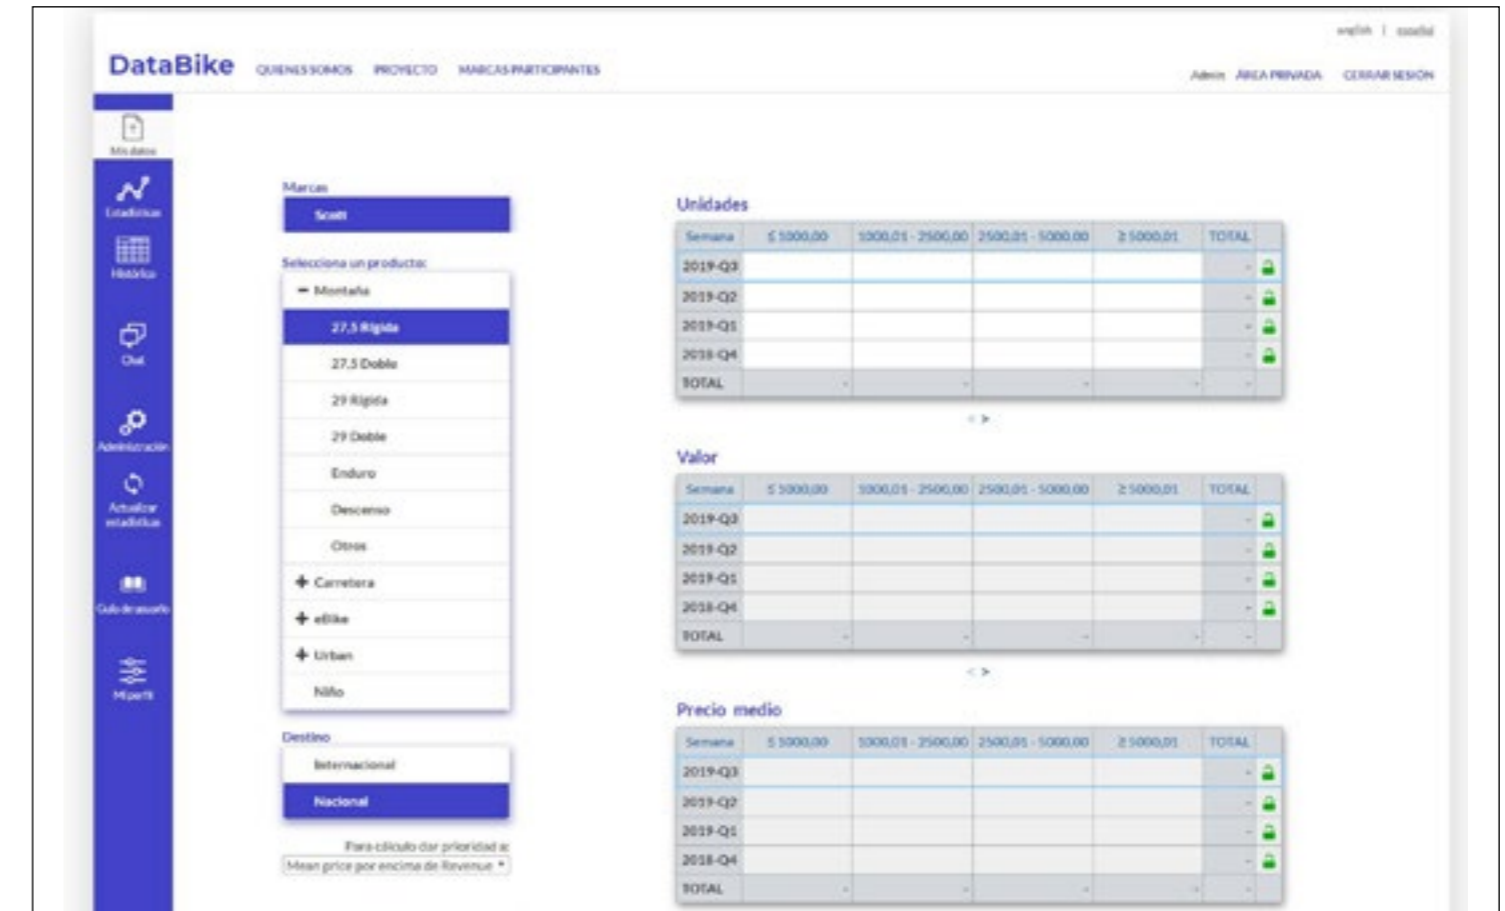 english | español
DataBike QUIENES SOMOS PROYECTO MARCAS PARTICIPANTES
Admin ÁREA PRIVADA CERRAR SESIÓN
Mis datos
Estadísticas
Histórico
Chat
Administración
Actualizar
estadísticas
Guía de usuario
Mi perfil
Marcas
Scott
Selecciona un producto:
Montaña
27,5 Rígida
27,5 Doble
29 Rígida
29 Doble
Enduro
Descenso
Otros
Carretera
eBike
Urban
Niño
Destino
Internacional
Nacional
Para cálculo dar prioridad a:
Mean price por encima de Revenue
Unidades
Semana ≤ 1000,00 1000,01 - 2500,00 2500,01 - 5000,00 ≥ 5000,01 TOTAL
2019-Q3 -
2019-Q2 -
2019-Q1 -
2018-Q4 -
TOTAL - - - - -
< >
Valor
Semana ≤ 1000,00 1000,01 - 2500,00 2500,01 - 5000,00 ≥ 5000,01 TOTAL
2019-Q3 -
2019-Q2 -
2019-Q1 -
2018-Q4 -
TOTAL - - - - -
< >
Precio medio
Semana ≤ 1000,00 1000,01 - 2500,00 2500,01 - 5000,00 ≥ 5000,01 TOTAL
2019-Q3 -
2019-Q2 -
2019-Q1 -
2018-Q4 -
TOTAL - - - - -